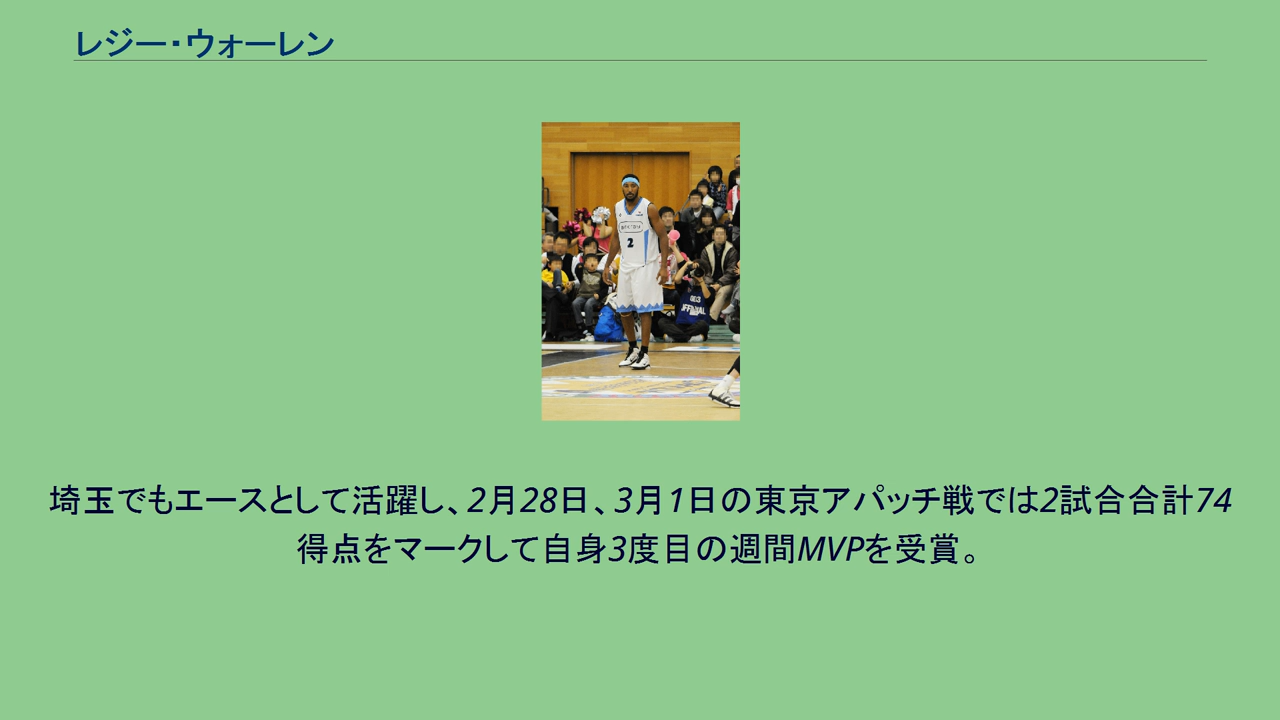 レジー・ウォーレン
2
埼玉でもエースとして活躍し、2月28日、3月1日の東京アパッチ戦では2試合合計74
得点をマークして自身3度目の週間MVPを受賞。